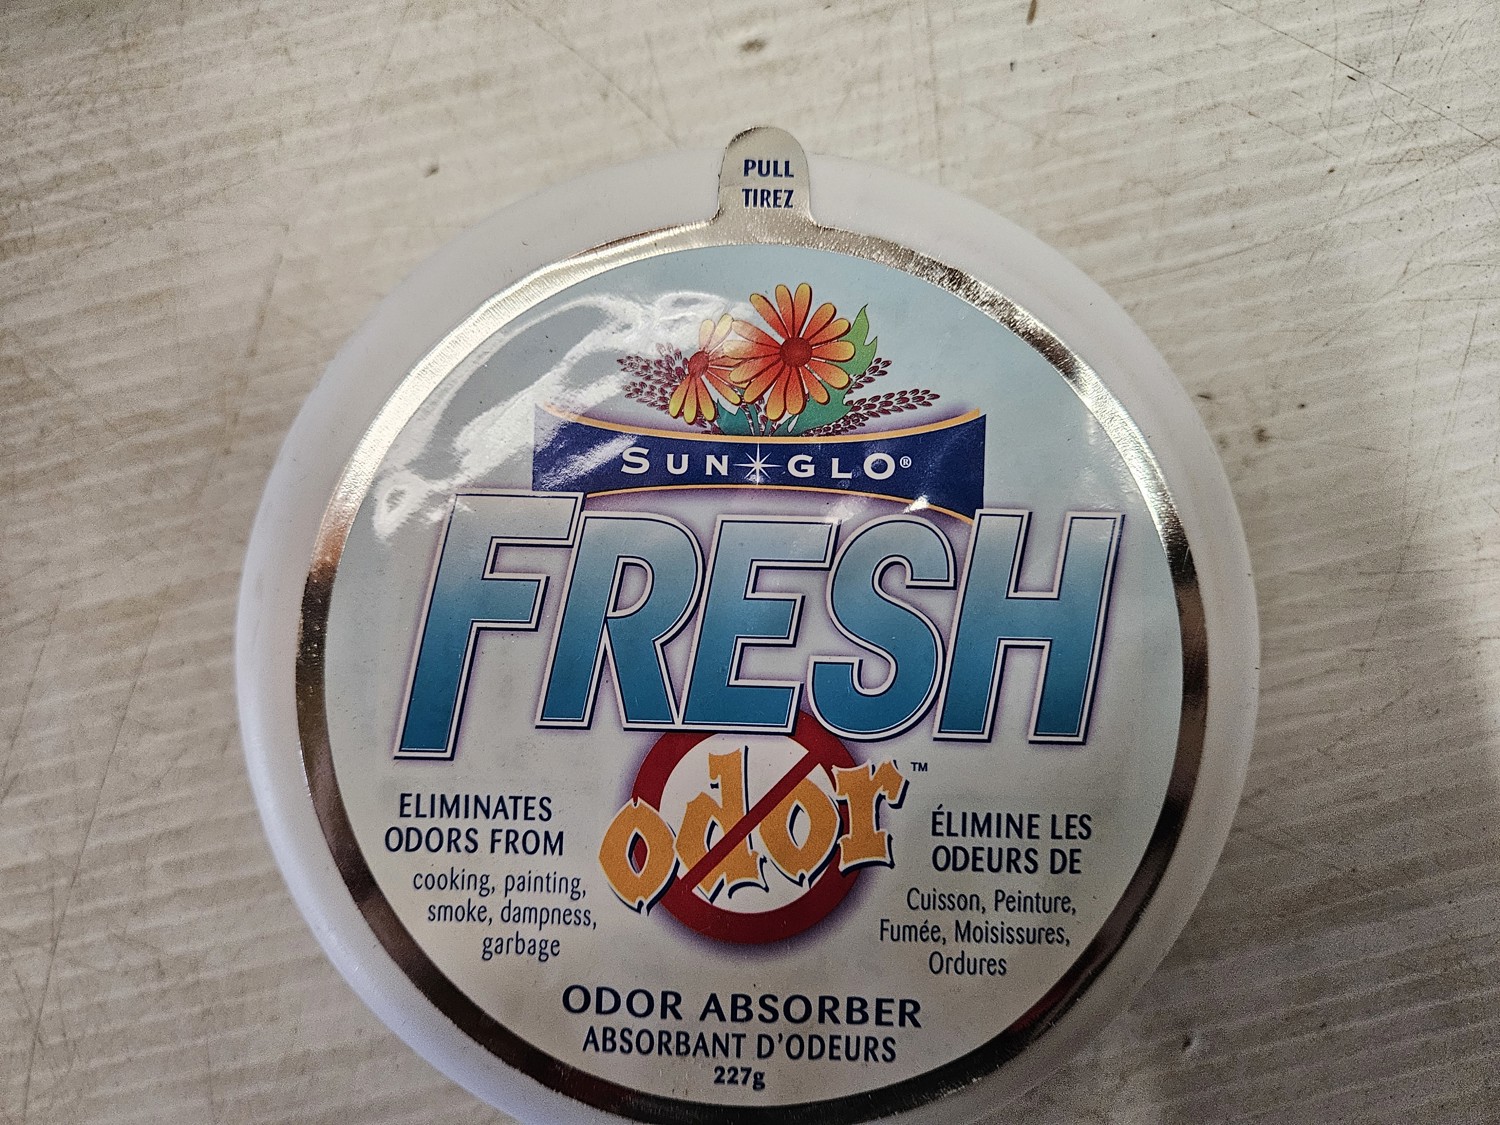 PULL
TIREZ
SUN GLO®
FRESH
odor™
ELIMINATES
ODORS FROM
cooking, painting,
smoke, dampness,
garbage
ÉLIMINE LES
ODEURS DE
Cuisson, Peinture,
Fumée, Moisissures,
Ordures
ODOR ABSORBER
ABSORBANT D'ODEURS
227g